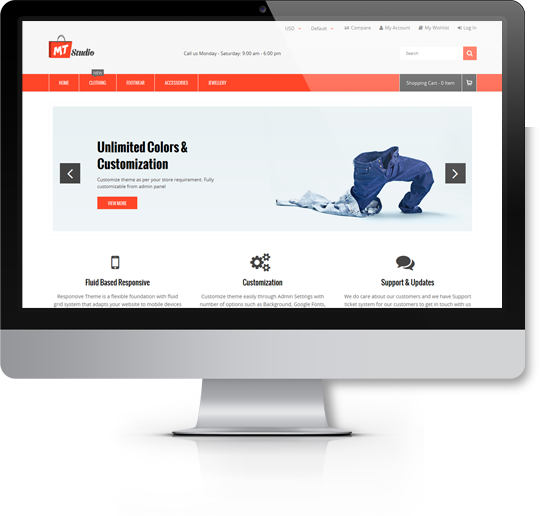 USD Default Compare My Account My Wishlist Log In
MT Studio
Call us Monday - Saturday: 9:00 am - 6:00 pm
Search
HOME CLOTHING FOOTWEAR ACCESSORIES JEWELLERY
Shopping Cart - 0 item
Unlimited Colors &
Customization
Customize theme as per your store requirement. Fully
customizable from admin panel
VIEW MORE
Fluid Based Responsive
Responsive Theme is a flexible foundation with fluid
grid system that adapts your website to mobile devices
Customization
Customize theme easily through Admin Settings with
number of options such as Background, Google Fonts,
Support & Updates
We do care about our customers and we have Support
ticket system for our customers to get in touch with us